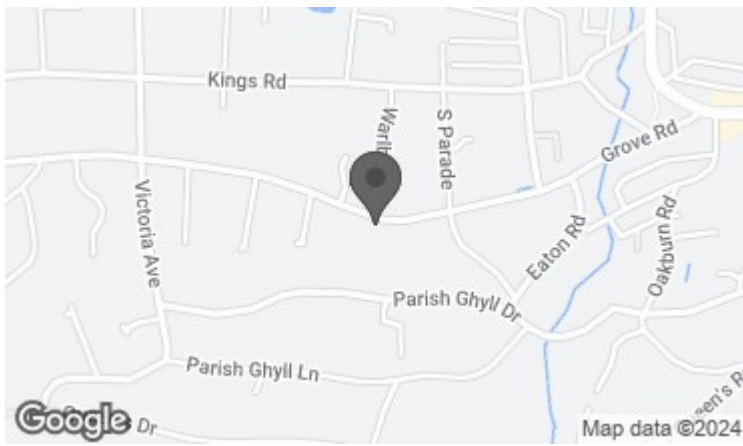 Kings Rd
S Parade
Grove Rd
Victoria Ave
Eaton Rd
Oakburn Rd
Parish Ghyll Dr
Parish Ghyll Ln
Google
Dr
Map data ©2024